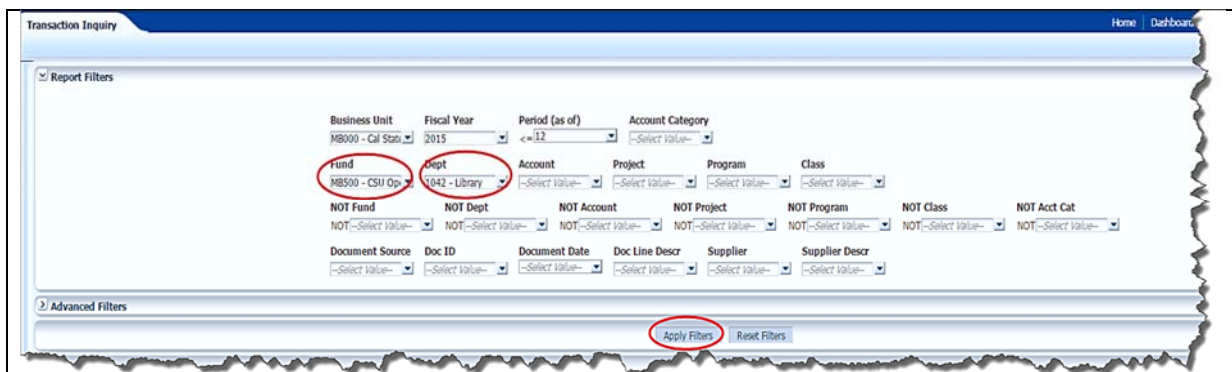 Transaction Inquiry
Home Dashboard
Report Filters
Business Unit Fiscal Year Period (as of) Account Category
MB000 - Cal State 2015 <= 12 --Select Value--
Fund Dept Account Project Program Class
MB500 - CSU Ope 1042 - Library --Select Value-- --Select Value-- --Select Value-- --Select Value--
NOT Fund NOT Dept NOT Account NOT Project NOT Program NOT Class NOT Acct Cat
NOT --Select Value-- NOT --Select Value-- NOT --Select Value-- NOT --Select Value-- NOT --Select Value-- NOT --Select Value-- NOT --Select Value--
Document Source Doc ID Document Date Doc Line Descr Supplier Supplier Descr
--Select Value-- --Select Value-- --Select Value-- --Select Value-- --Select Value-- --Select Value--
Advanced Filters
Apply Filters Reset Filters